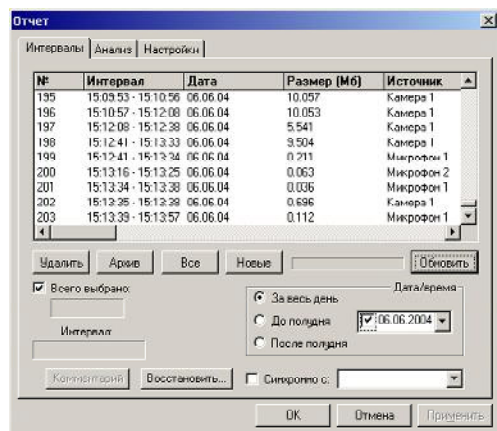 Отчет
Интервалы Анализ Настройки
№ Интервал Дата Размер (Мб) Источник
195 15:09:53 - 15:10:56 06.06.04 10.057 Камера 1
196 15:10:57 - 15:12:08 06.06.04 10.053 Камера 1
197 15:12:08 - 15:12:38 06.06.04 5.541 Камера 1
198 15:12:41 - 15:13:33 06.06.04 9.504 Камера 1
199 15:12:41 - 15:13:34 06.06.04 0.211 Микрофон 1
200 15:13:16 - 15:13:25 06.06.04 0.063 Микрофон 2
201 15:13:34 - 15:13:38 06.06.04 0.036 Микрофон 1
202 15:13:35 - 15:13:39 06.06.04 0.696 Камера 1
203 15:13:39 - 15:13:57 06.06.04 0.112 Микрофон 1
Удалить Архив Все Новые Обновить
Всего выбрано:
Дата/время
За весь день
До полудня 06.06.2004
После полудня
Интервал:
Комментарий Восстановить... Синхронно с:
OK Отмена Применить